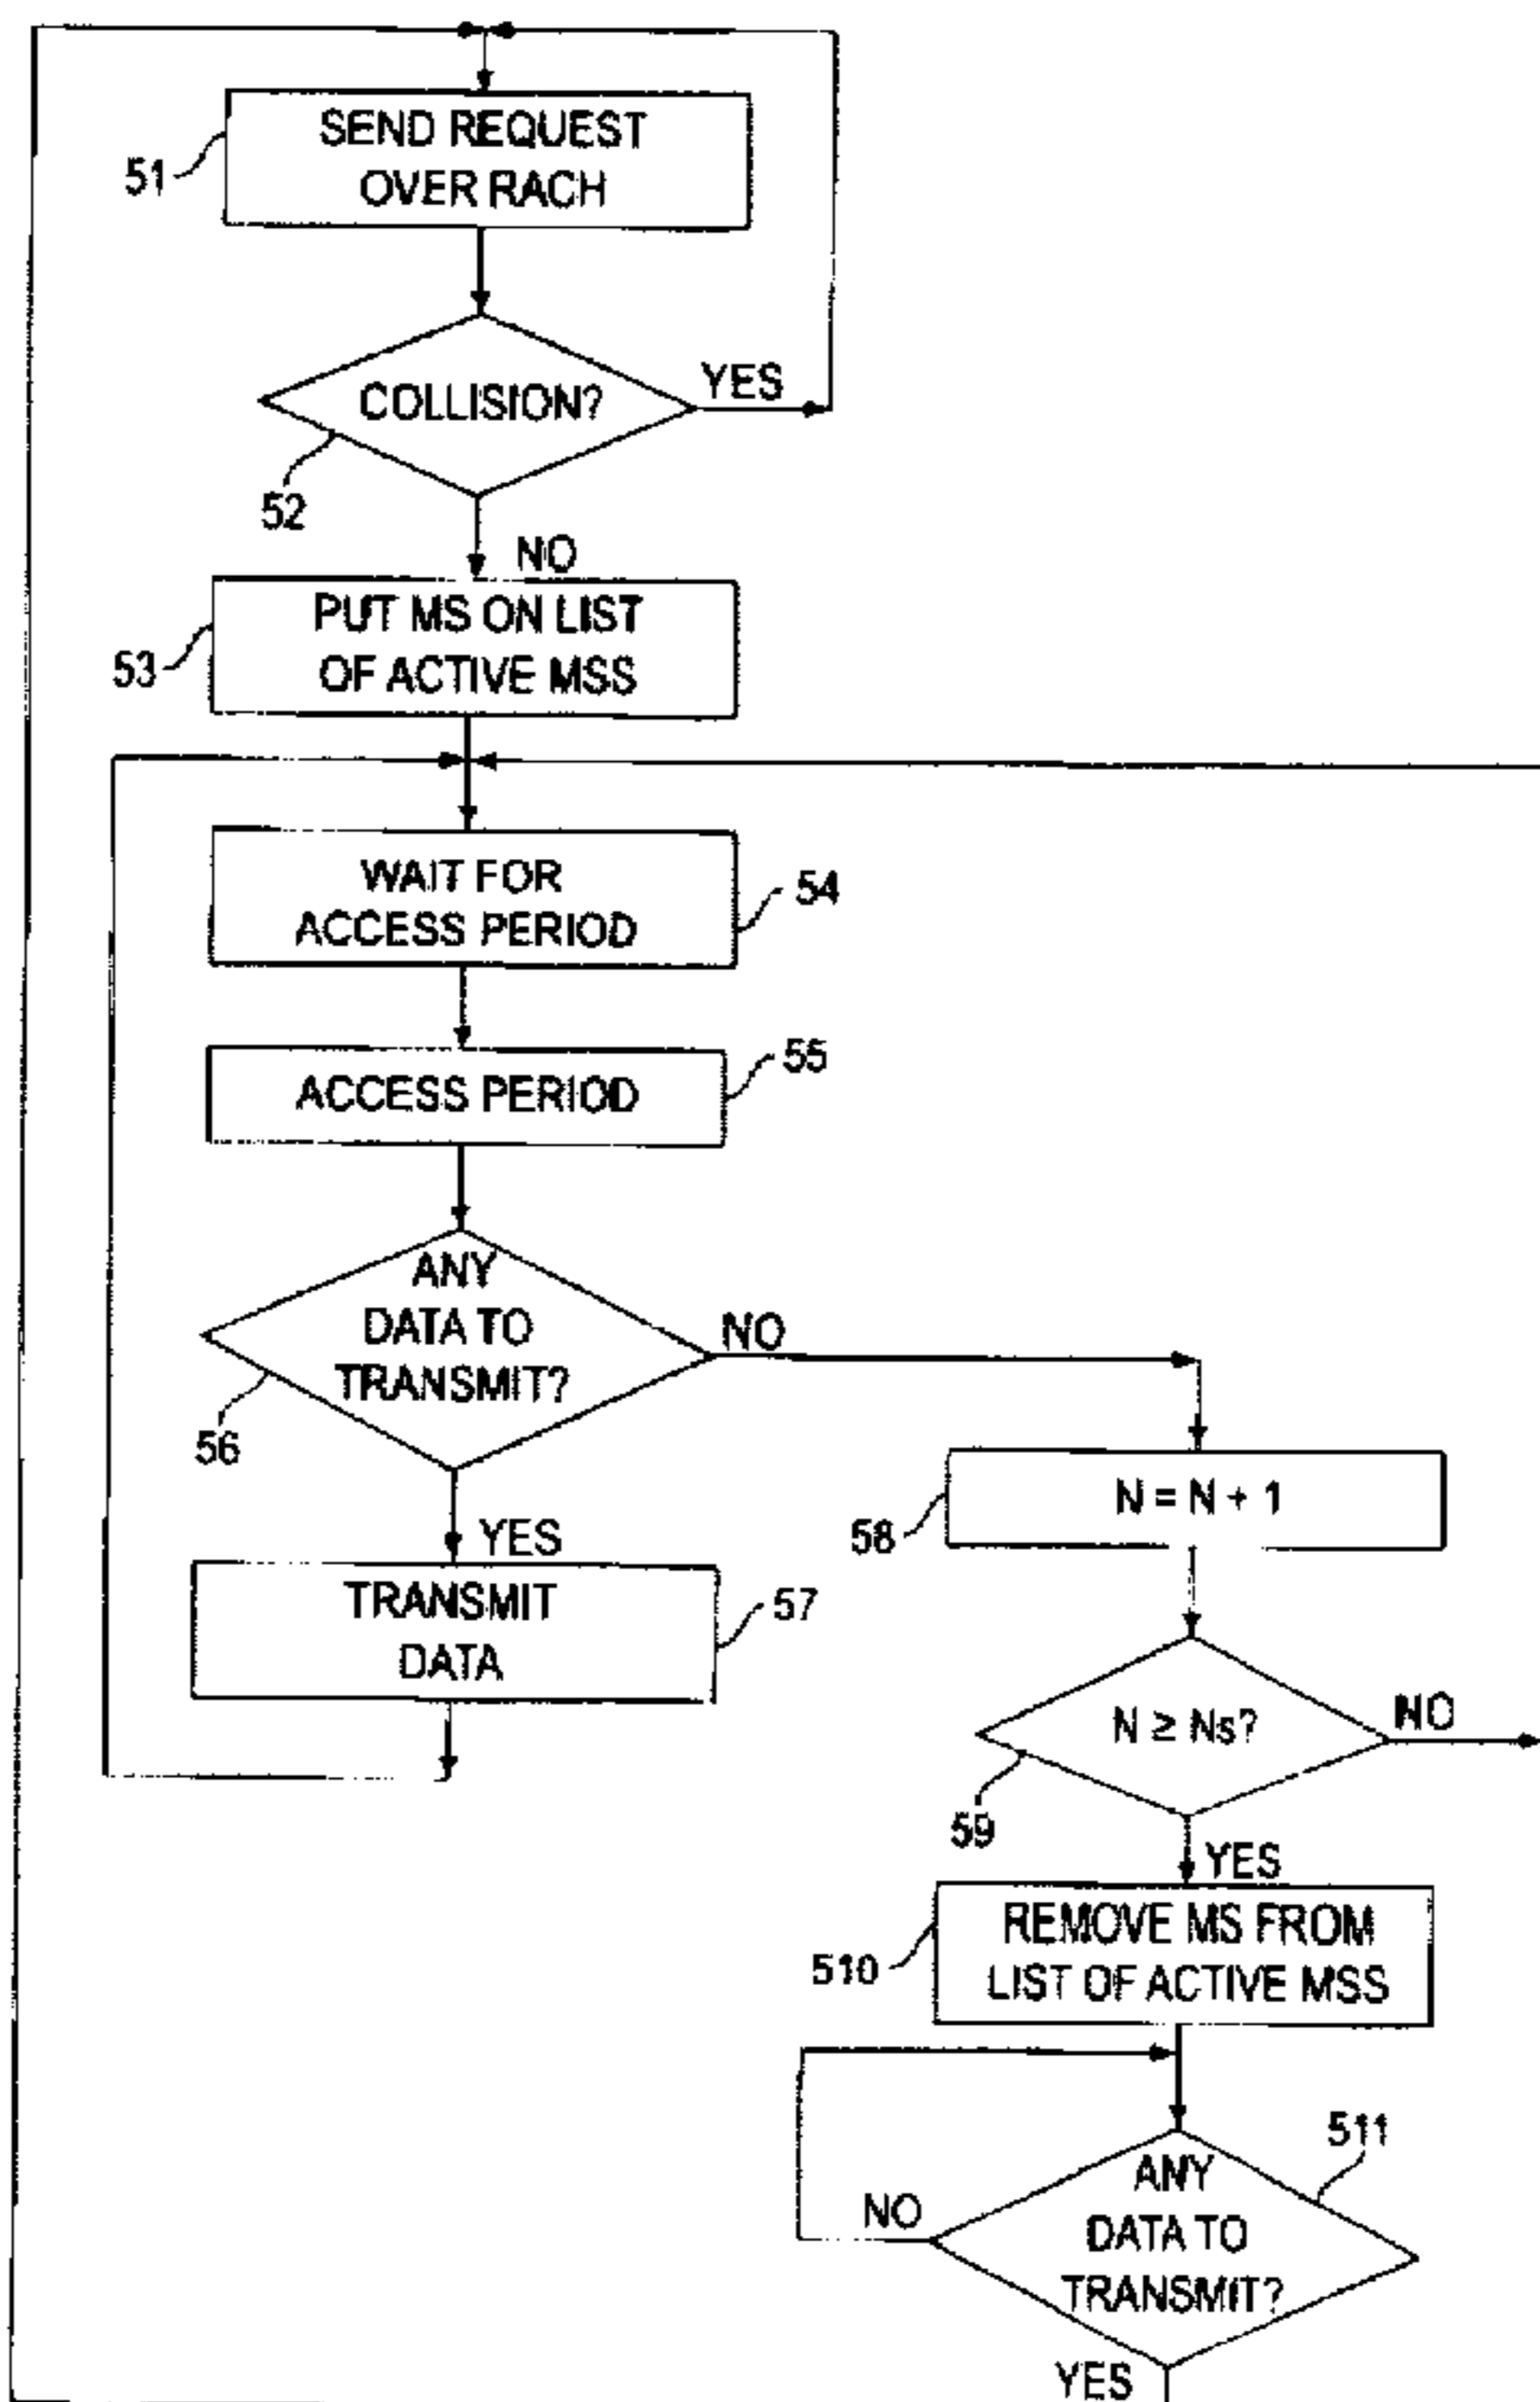 SEND REQUEST
OVER RACH
51
COLLISION?
YES
52
NO
PUT MS ON LIST
OF ACTIVE MSS
53
WAIT FOR
ACCESS PERIOD
54
ACCESS PERIOD
55
ANY
DATA TO
TRANSMIT?
NO
56
YES
TRANSMIT
DATA
57
N = N + 1
58
N ≥ Ns?
NO
59
YES
REMOVE MS FROM
LIST OF ACTIVE MSS
510
511
ANY
DATA TO
TRANSMIT?
NO
YES